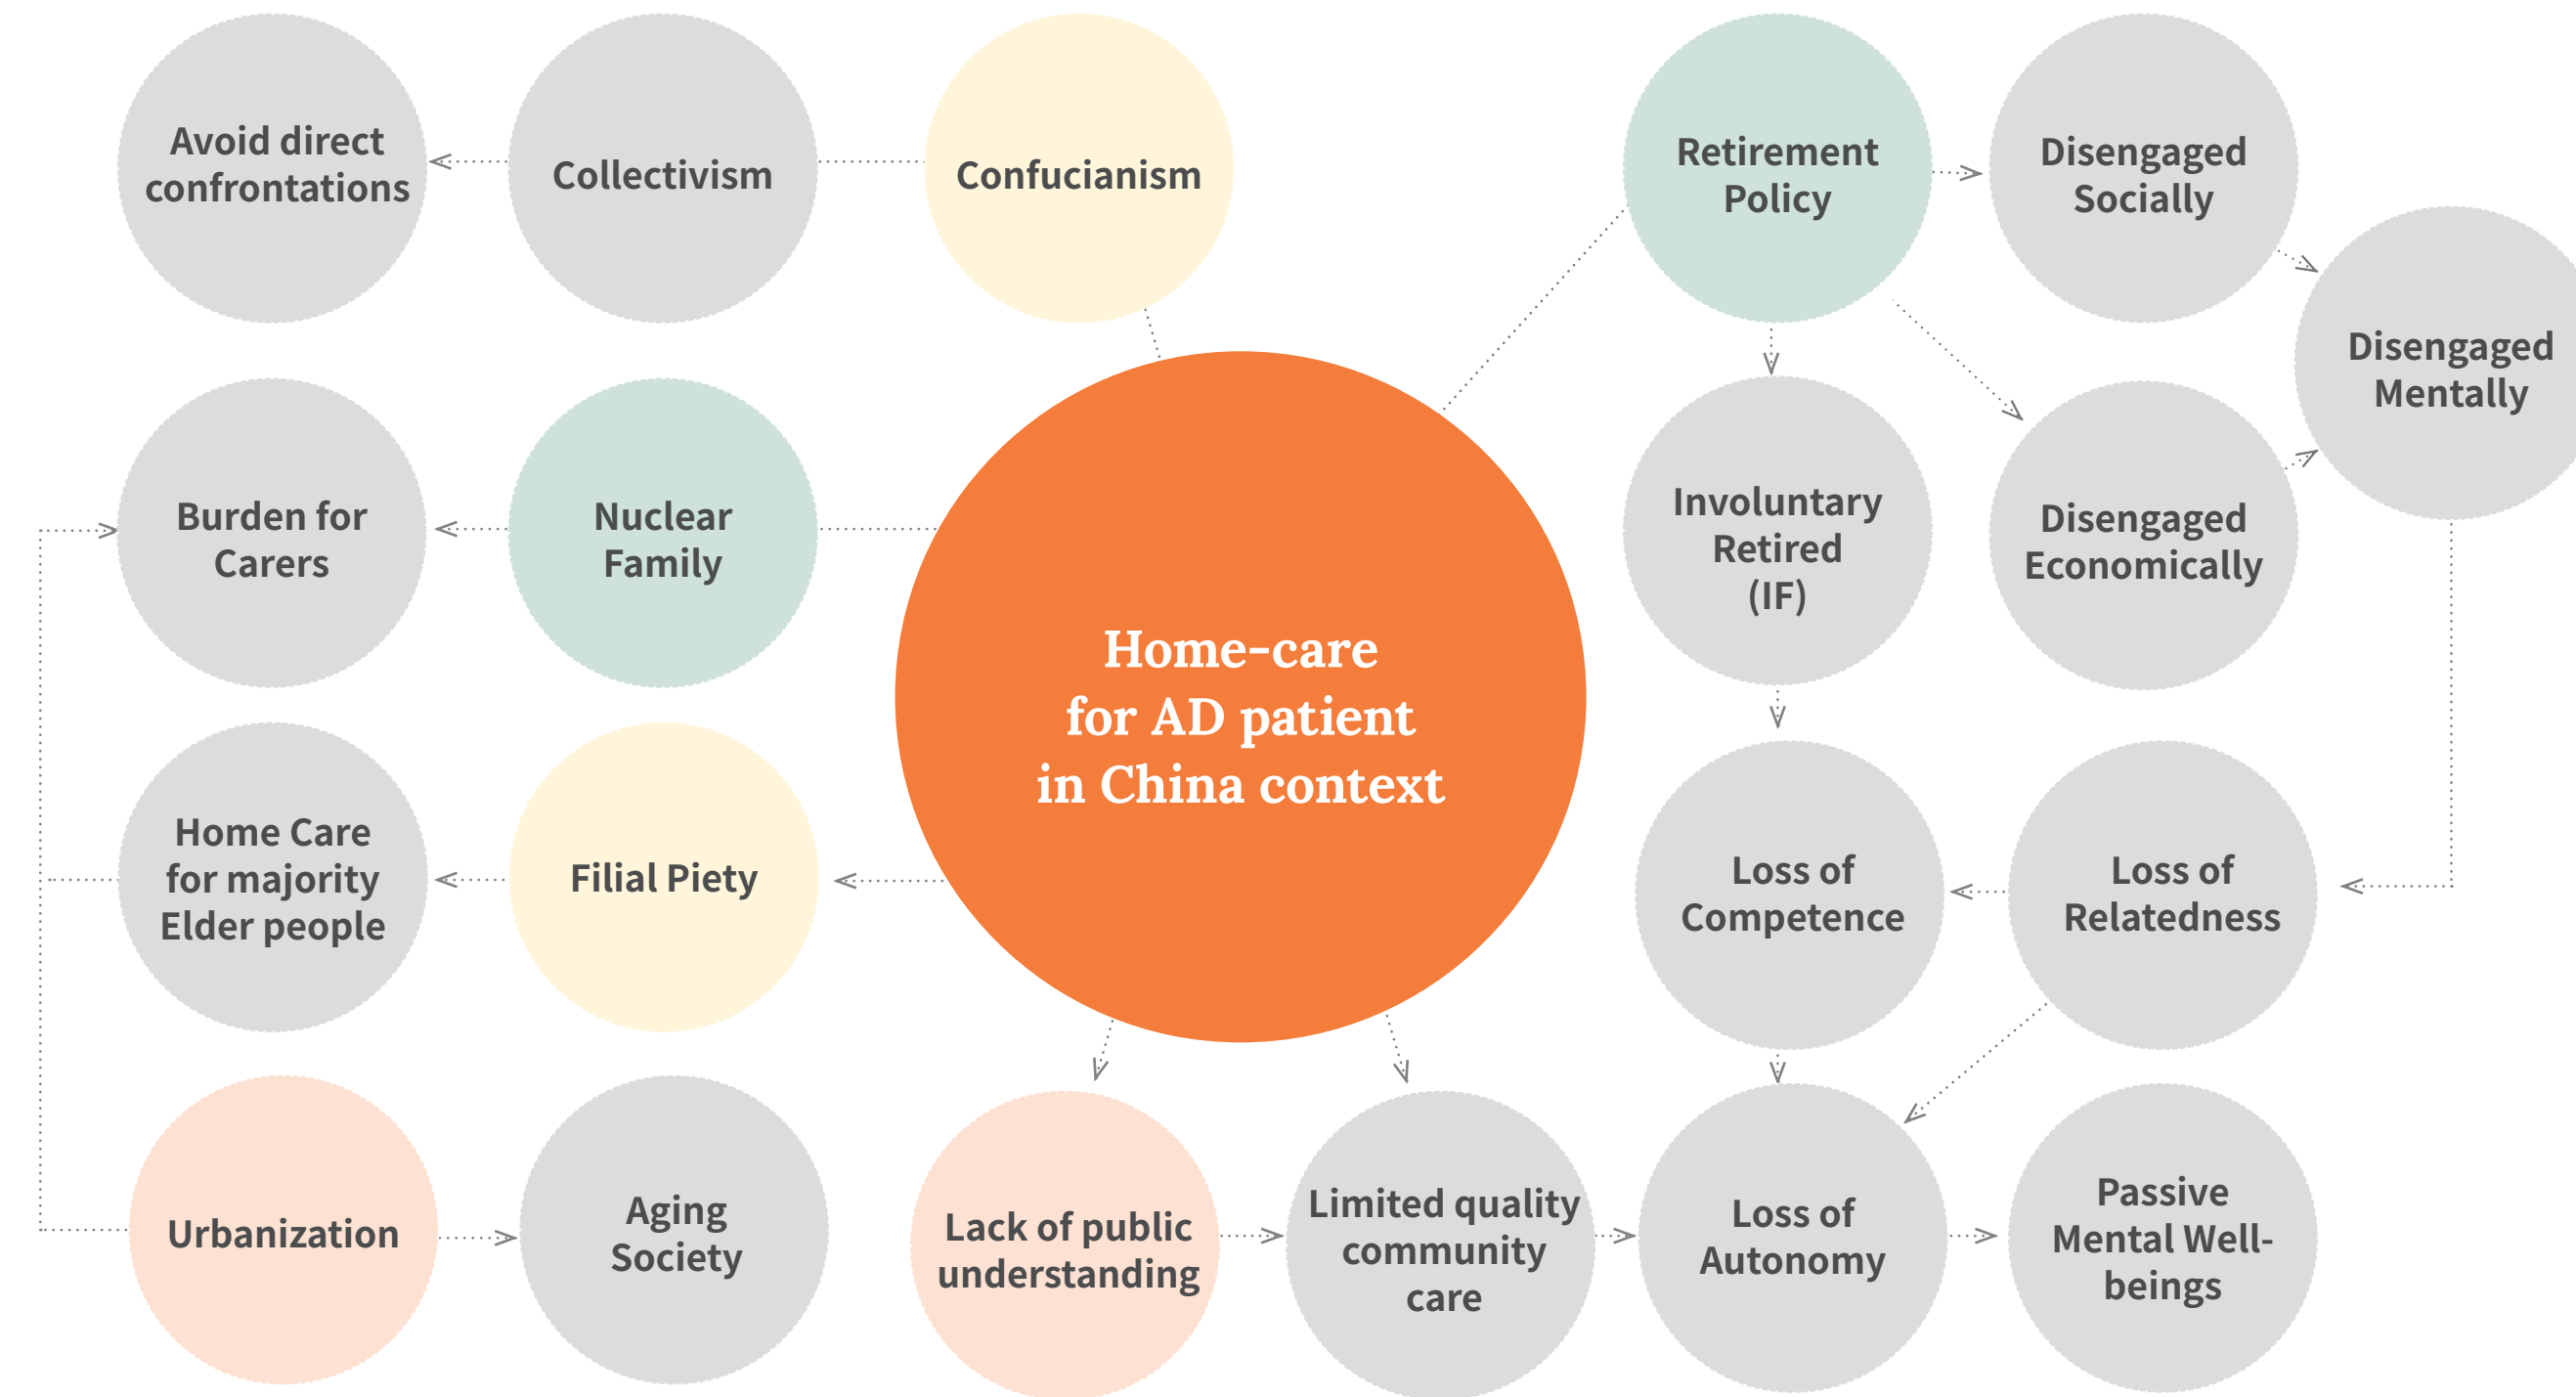 Avoid direct
confrontations
Collectivism
Confucianism
Retirement
Policy
Disengaged
Socially
Disengaged
Mentally
Burden for
Carers
Nuclear
Family
Involuntary
Retired
(IF)
Disengaged
Economically
Home-care
for AD patient
in China context
Home Care
for majority
Elder people
Filial Piety
Loss of
Competence
Loss of
Relatedness
Urbanization
Aging
Society
Lack of public
understanding
Limited quality
community
care
Loss of
Autonomy
Passive
Mental Well-
beings